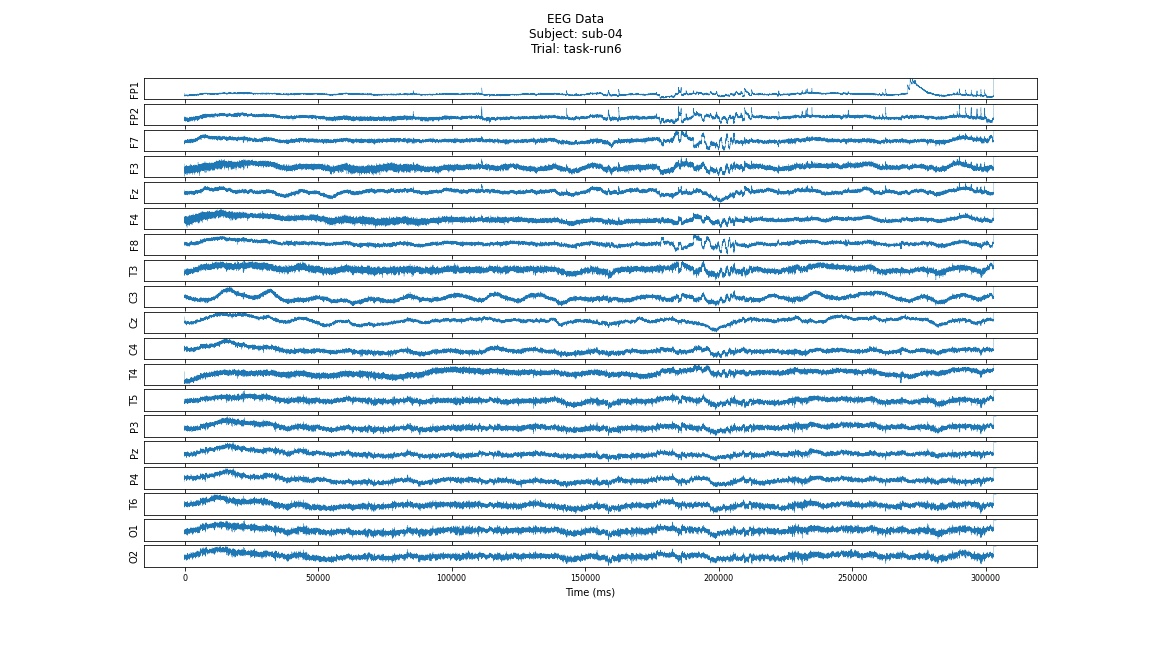 EEG Data
Subject: sub-04
Trial: task-run6
FP1
FP2
F7
F3
Fz
F4
F8
T3
C3
Cz
C4
T4
T5
P3
Pz
P4
T6
O1
O2
0 50000 100000 150000 200000 250000 300000
Time (ms)